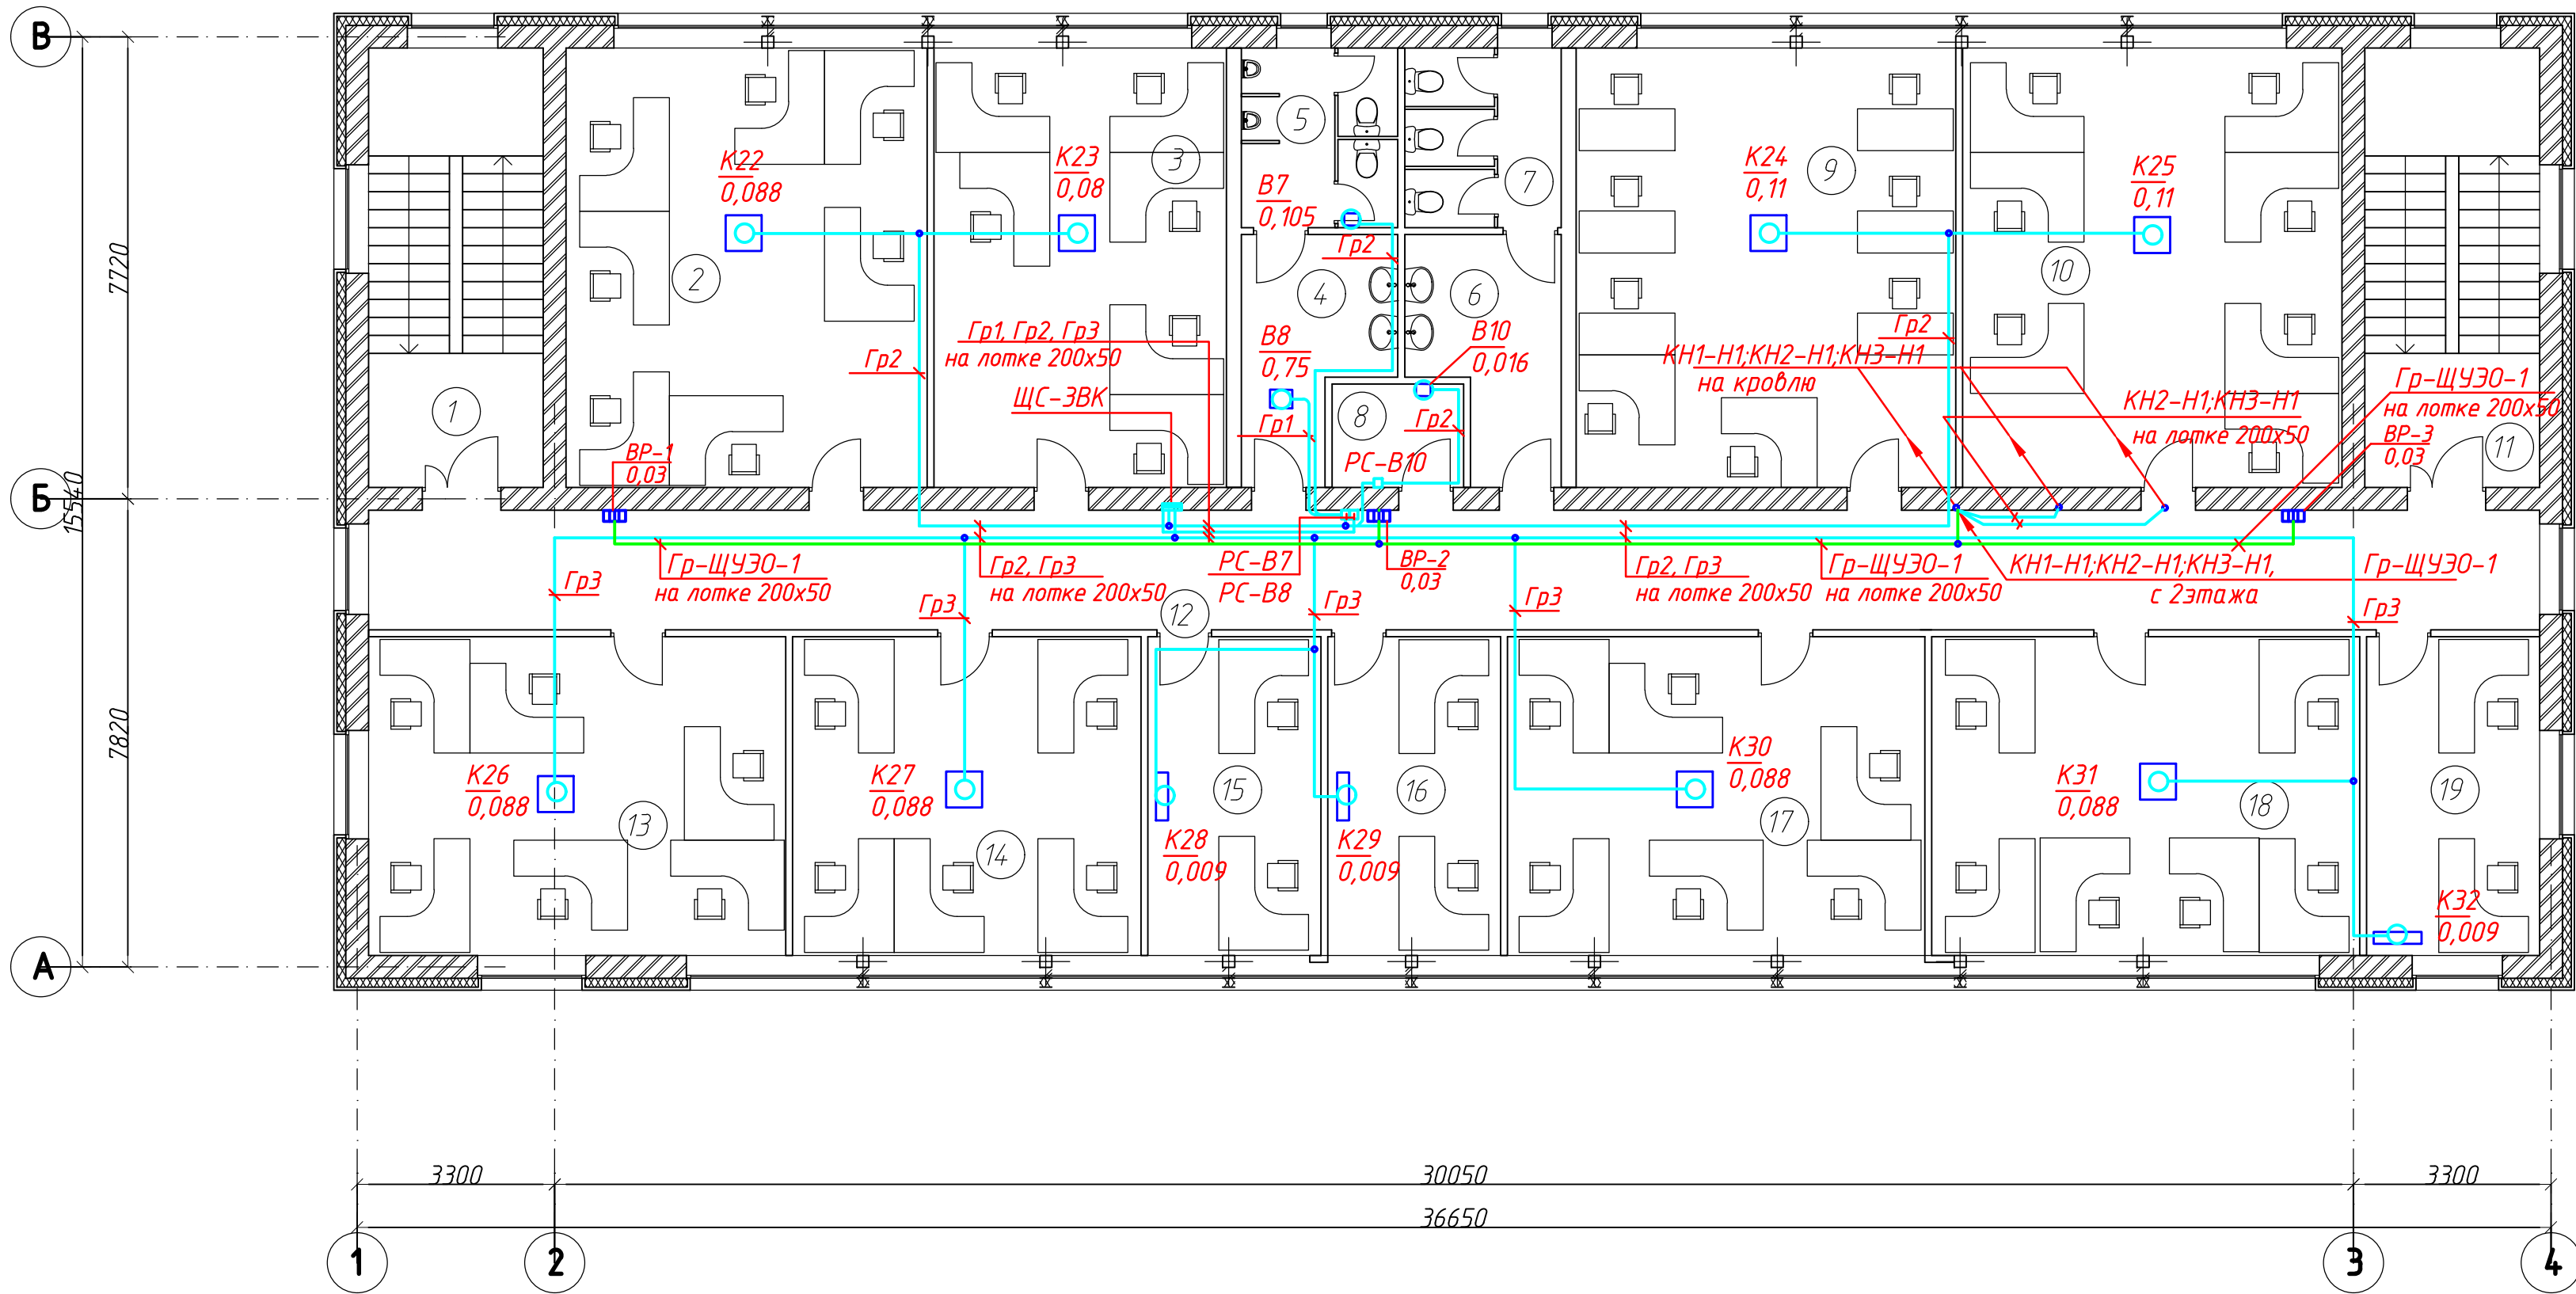 В
К22
0,088
К23
0,08
3
5
В7
0,105
7
К24
0,11
9
К25
0,11
Гр2
2
4
6
10
7720
Гр1, Гр2, Гр3
на лотке 200х50
Гр2
ЩС-3ВК
В8
0,75
В10
0,016
Гр2
КН1-Н1;КН2-Н1;КН3-Н1
на кровлю
Гр-ЩУЭО-1
на лотке 200х50
КН2-Н1;КН3-Н1
на лотке 200х50
1
8
Гр1
Гр2
ВР-3
0,03
11
ВР-1
0,03
РС-В10
Б
15540
Гр-ЩУЭО-1
на лотке 200х50
Гр3
Гр2, Гр3
на лотке 200х50
Гр3
РС-В7
РС-В8
ВР-2
0,03
Гр3
12
Гр3
Гр2, Гр3
на лотке 200х50
Гр-ЩУЭО-1
на лотке 200х50
КН1-Н1;КН2-Н1;КН3-Н1,
с 2этажа
Гр-ЩУЭО-1
Гр3
7820
К26
0,088
13
К27
0,088
14
15
К28
0,009
16
К29
0,009
К30
0,088
17
К31
0,088
18
19
К32
0,009
А
3300
30050
3300
36650
1
2
3
4